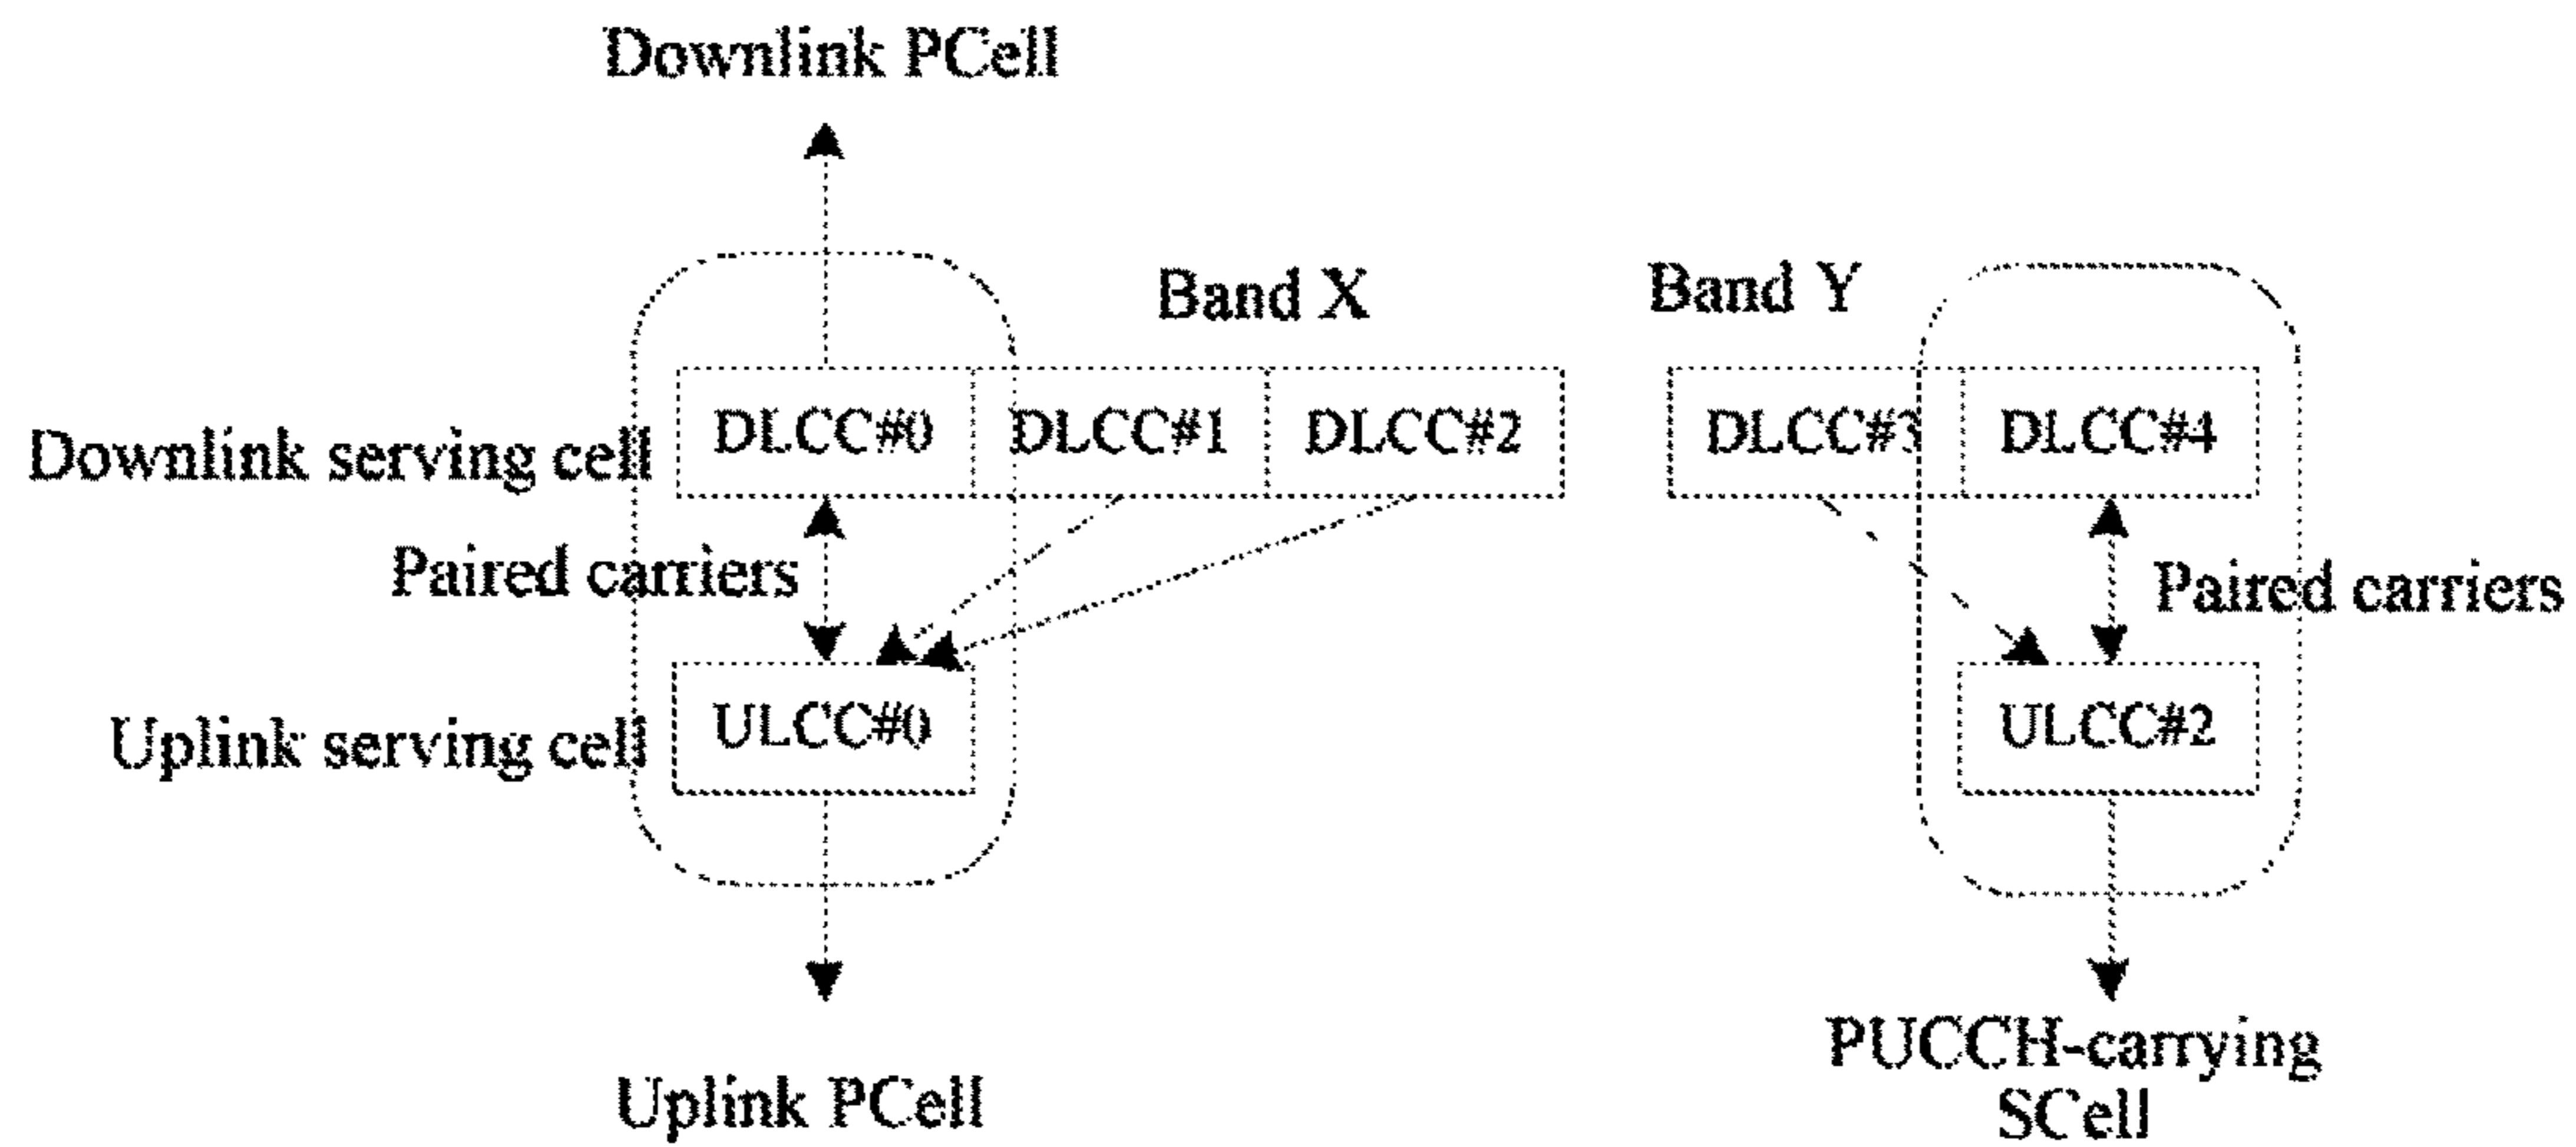 Downlink PCell
Band X
Band Y
Downlink serving cell
DLCC#0
DLCC#1
DLCC#2
DLCC#3
DLCC#4
Paired carriers
Paired carriers
Uplink serving cell
ULCC#0
ULCC#2
Uplink PCell
PUCCH-carrying
SCell